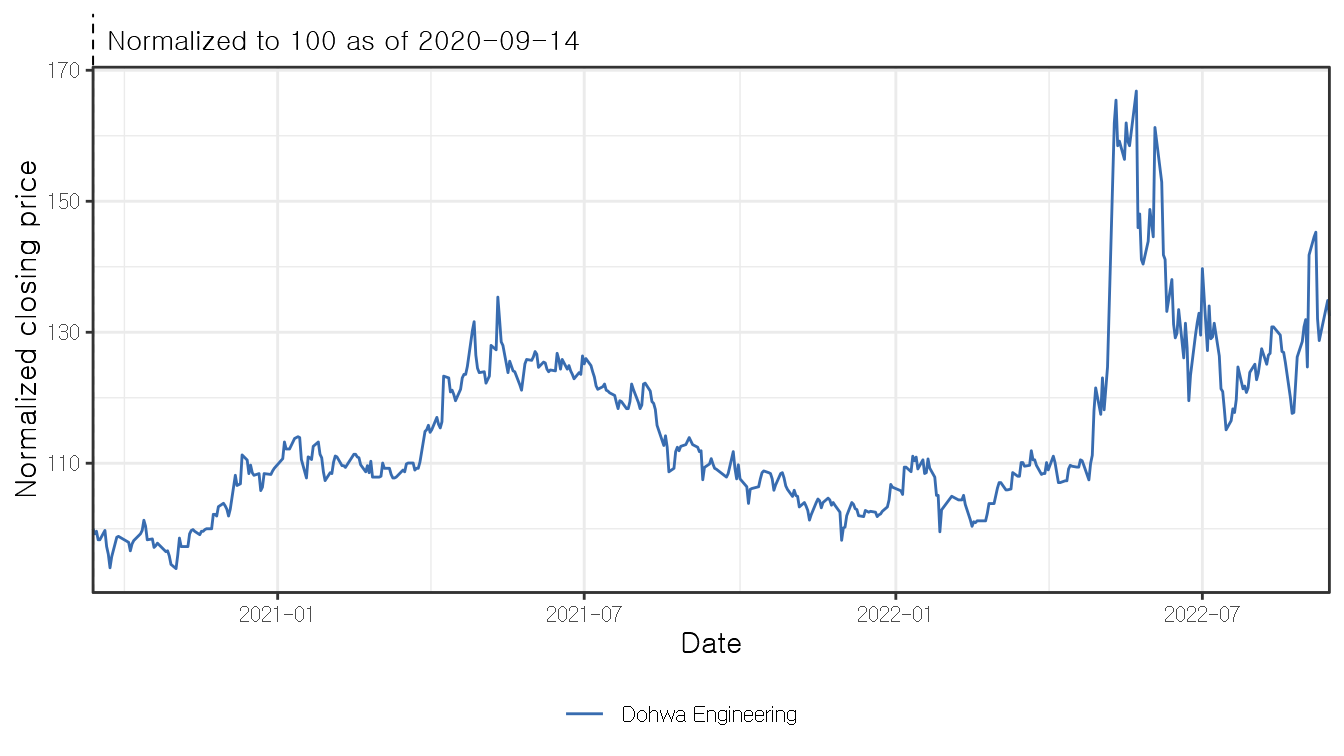 Normalized to 100 as of 2020-09-14
Normalized closing price
170
150
130
110
2021-01
2021-07
2022-01
2022-07
Date
Dohwa Engineering